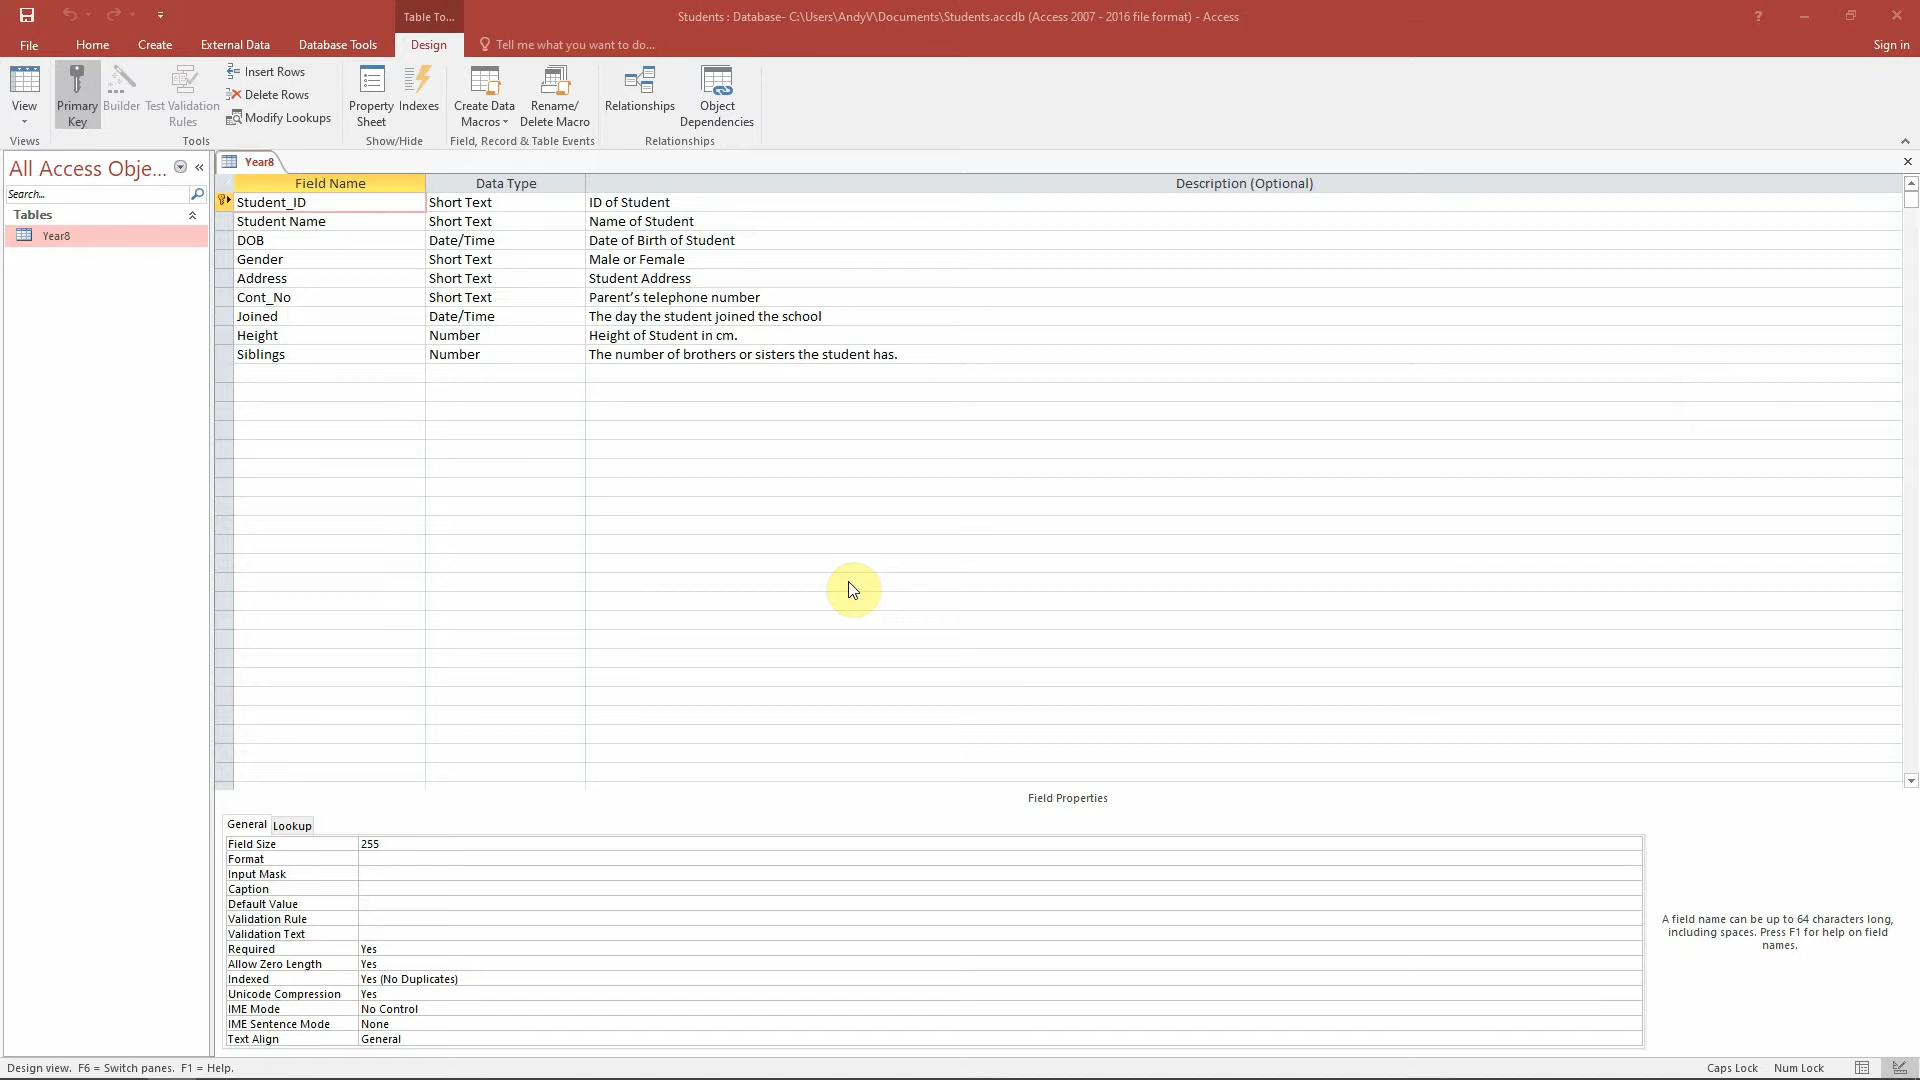 Table To...
Students : Database- C:\Users\AndyV\Documents\Students.accdb (Access 2007 - 2016 file format) - Access
?
File
Home
Create
External Data
Database Tools
Design
Tell me what you want to do...
Sign in
View
Primary Key
Builder
Test Validation Rules
Insert Rows
Delete Rows
Modify Lookups
Property Sheet
Indexes
Create Data Macros
Rename/ Delete Macro
Relationships
Object Dependencies
Views
Tools
Show/Hide
Field, Record & Table Events
Relationships
All Access Obje...
Search...
Tables
Year8
Year8
Field Name Data Type Description (Optional)
Student_ID Short Text ID of Student
Student Name Short Text Name of Student
DOB Date/Time Date of Birth of Student
Gender Short Text Male or Female
Address Short Text Student Address
Cont_No Short Text Parent’s telephone number
Joined Date/Time The day the student joined the school
Height Number Height of Student in cm.
Siblings Number The number of brothers or sisters the student has.
Field Properties
General Lookup
Field Size 255
Format
Input Mask
Caption
Default Value
Validation Rule
Validation Text
Required Yes
Allow Zero Length Yes
Indexed Yes (No Duplicates)
Unicode Compression Yes
IME Mode No Control
IME Sentence Mode None
Text Align General
A field name can be up to 64 characters long,
including spaces. Press F1 for help on field
names.
Design view. F6 = Switch panes. F1 = Help.
Caps Lock Num Lock